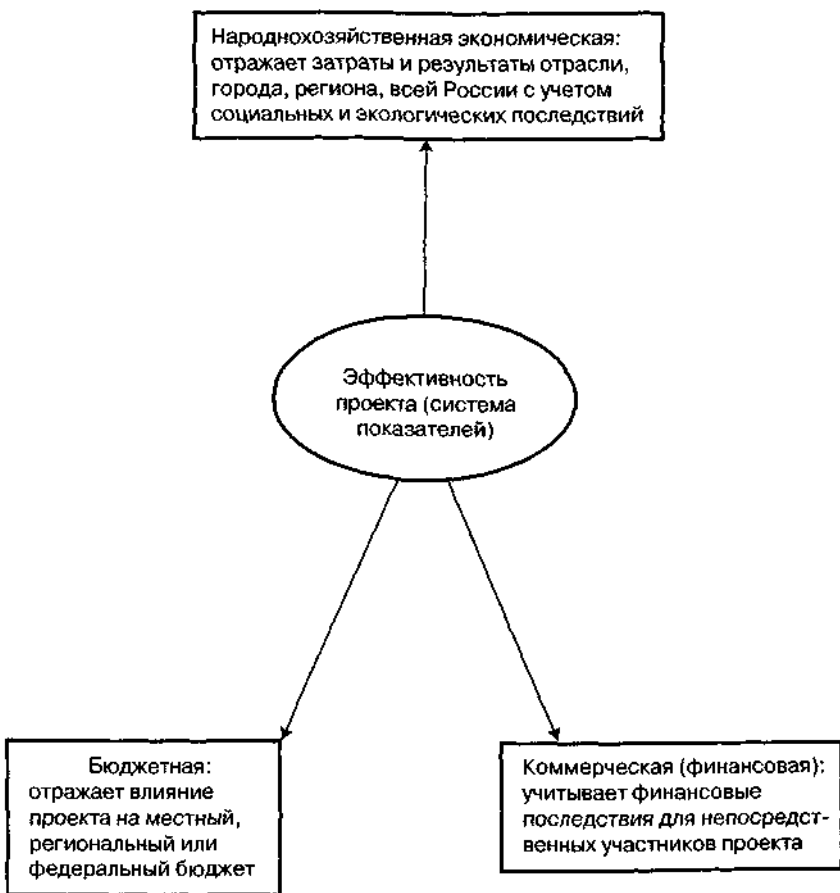 Народнохозяйственная экономическая:
отражает затраты и результаты отрасли,
города, региона, всей России с учетом
социальных и экологических последствий
Эффективность
проекта (система
показателей)
Бюджетная:
отражает влияние
проекта на местный,
региональный или
федеральный бюджет
Коммерческая (финансовая):
учитывает финансовые
последствия для непосредст-
венных участников проекта